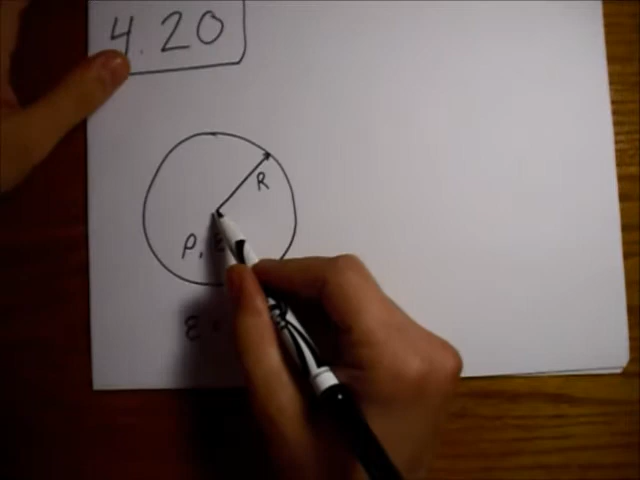 4.20
R
ρ, ε
ε =